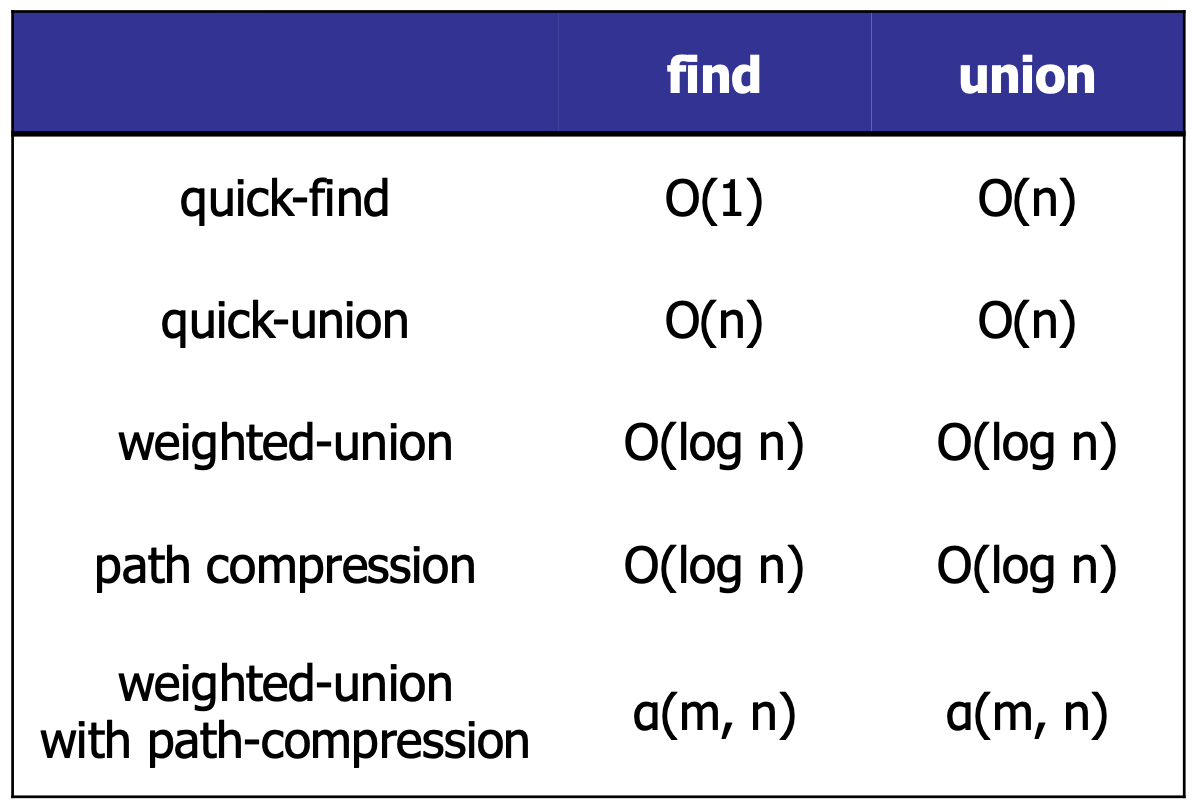 find union
quick-find O(1) O(n)
quick-union O(n) O(n)
weighted-union O(log n) O(log n)
path compression O(log n) O(log n)
weighted-union
with path-compression α(m, n) α(m, n)